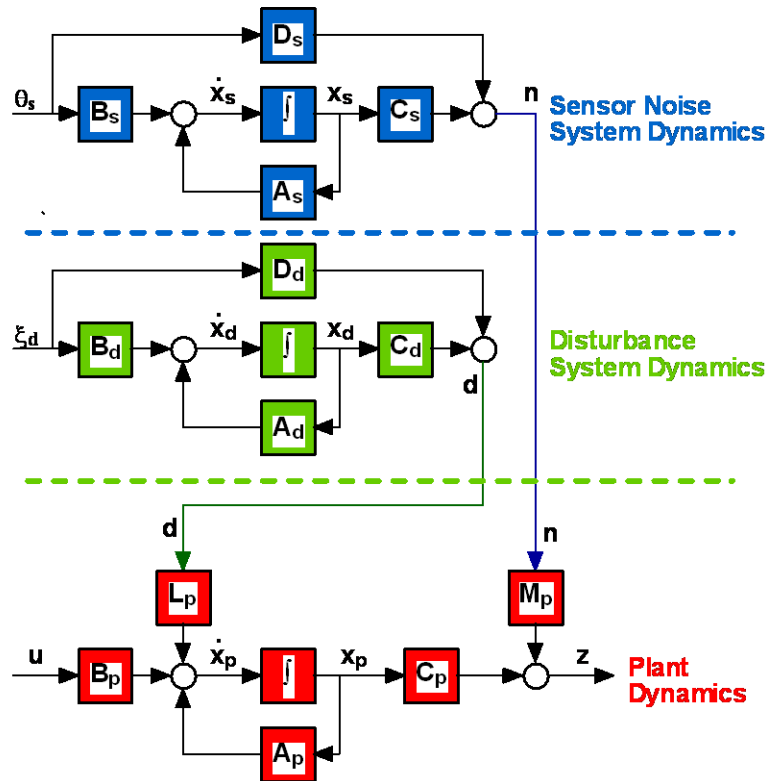 Ds
θs
Bs
ẋs
∫
xs
Cs
n
Sensor Noise
System Dynamics
As
Dd
ξd
Bd
ẋd
∫
xd
Cd
d
Disturbance
System Dynamics
Ad
d
n
Lp
Mp
u
Bp
ẋp
∫
xp
Cp
z
Plant
Dynamics
Ap